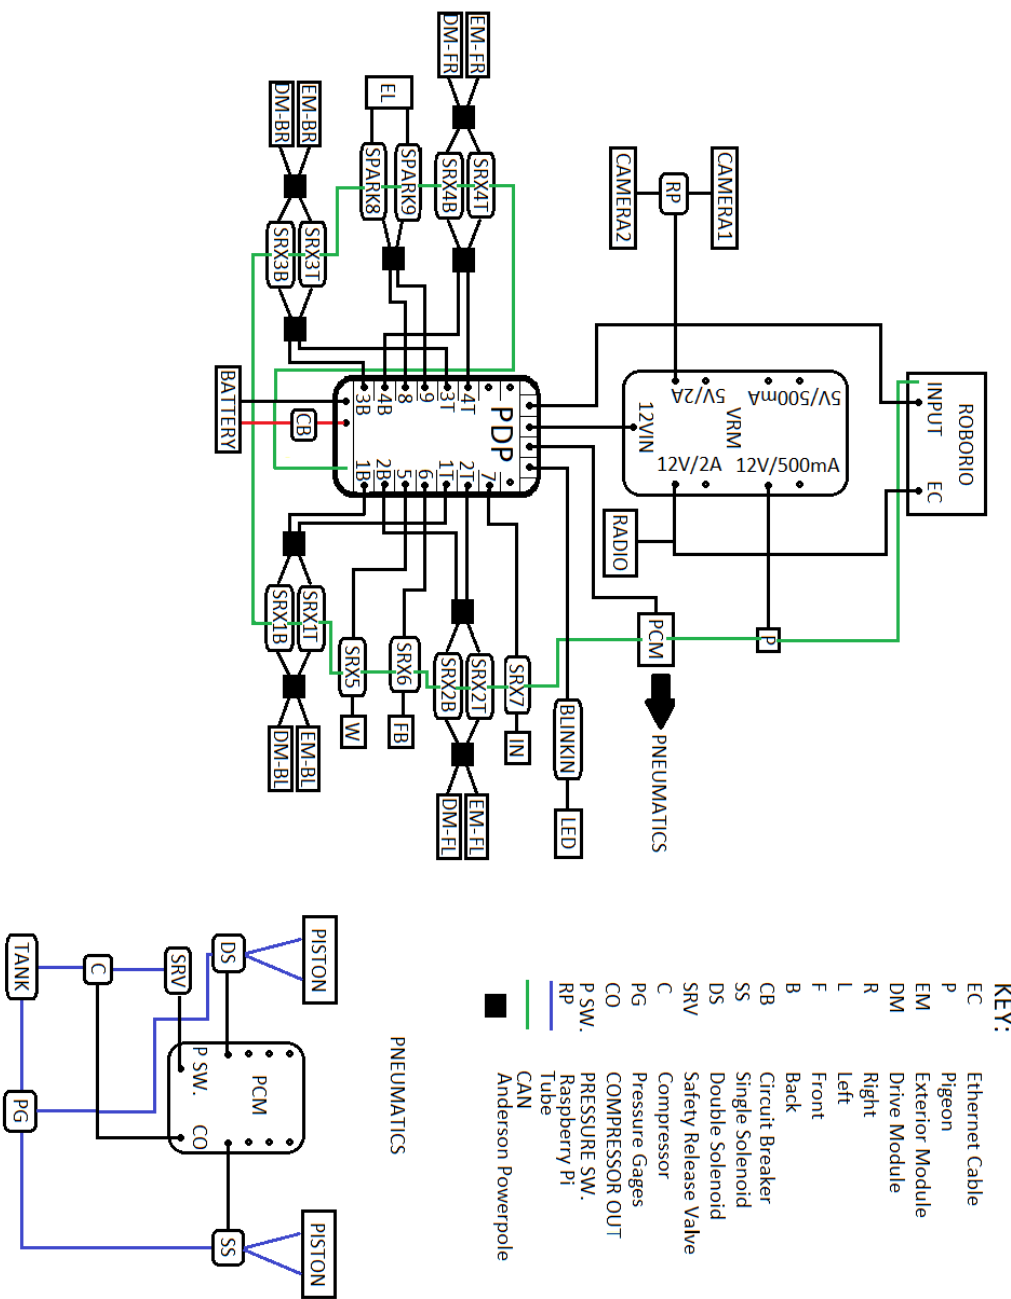 ROBORIO
INPUT
EC
CAMERA1
RP
CAMERA2
5V/500mA
5V/2A
VRM
12V/500mA
12V/2A
12VIN
P
RADIO
PCM
PNEUMATICS
BLINKIN
LED
PDP
EM-FR
DM-FR
SRX4T
SRX4B
EL
SPARK9
SPARK8
EM-BR
DM-BR
SRX3T
SRX3B
4T
3T
9
8
4B
3B
7
2T
1T
6
5
2B
1B
SRX7
IN
SRX2T
SRX2B
EM-FL
DM-FL
SRX6
FB
SRX5
W
SRX1T
SRX1B
EM-BL
DM-BL
CB
BATTERY
KEY:
EC Ethernet Cable
P Pigeon
EM Exterior Module
DM Drive Module
R Right
L Left
F Front
B Back
CB Circuit Breaker
SS Single Solenoid
DS Double Solenoid
SRV Safety Release Valve
C Compressor
PG Pressure Gages
CO COMPRESSOR OUT
P SW. PRESSURE SW.
RP Raspberry Pi
Tube
CAN
Anderson Powerpole
PNEUMATICS
PISTON
PISTON
PCM
DS
SS
P SW.
CO
SRV
C
TANK
PG